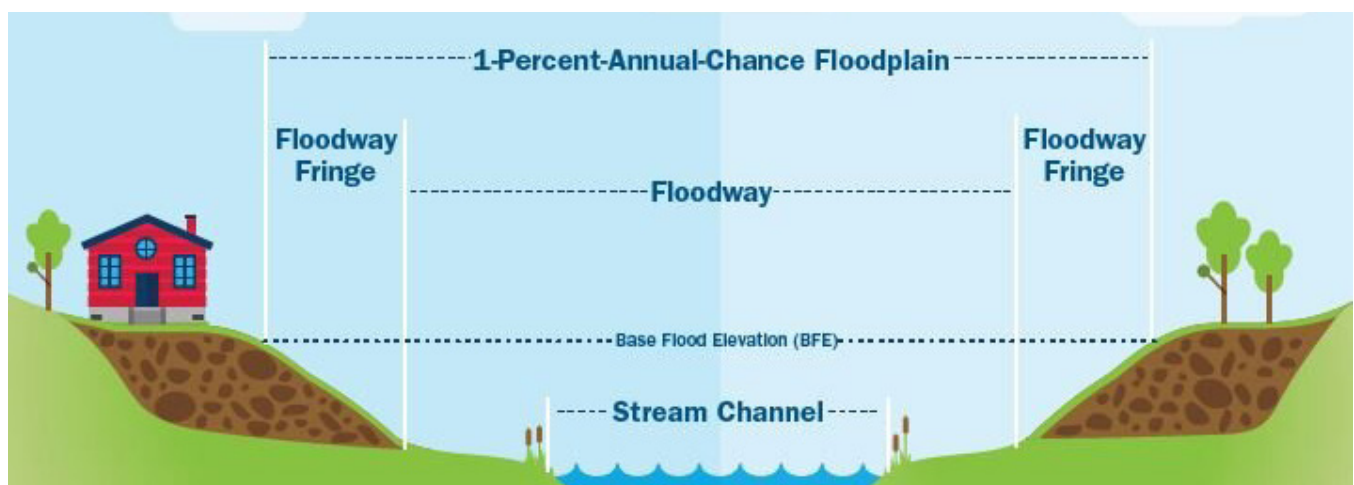 1-Percent-Annual-Chance Floodplain
Floodway
Fringe
Floodway
Floodway
Fringe
Base Flood Elevation (BFE)
Stream Channel